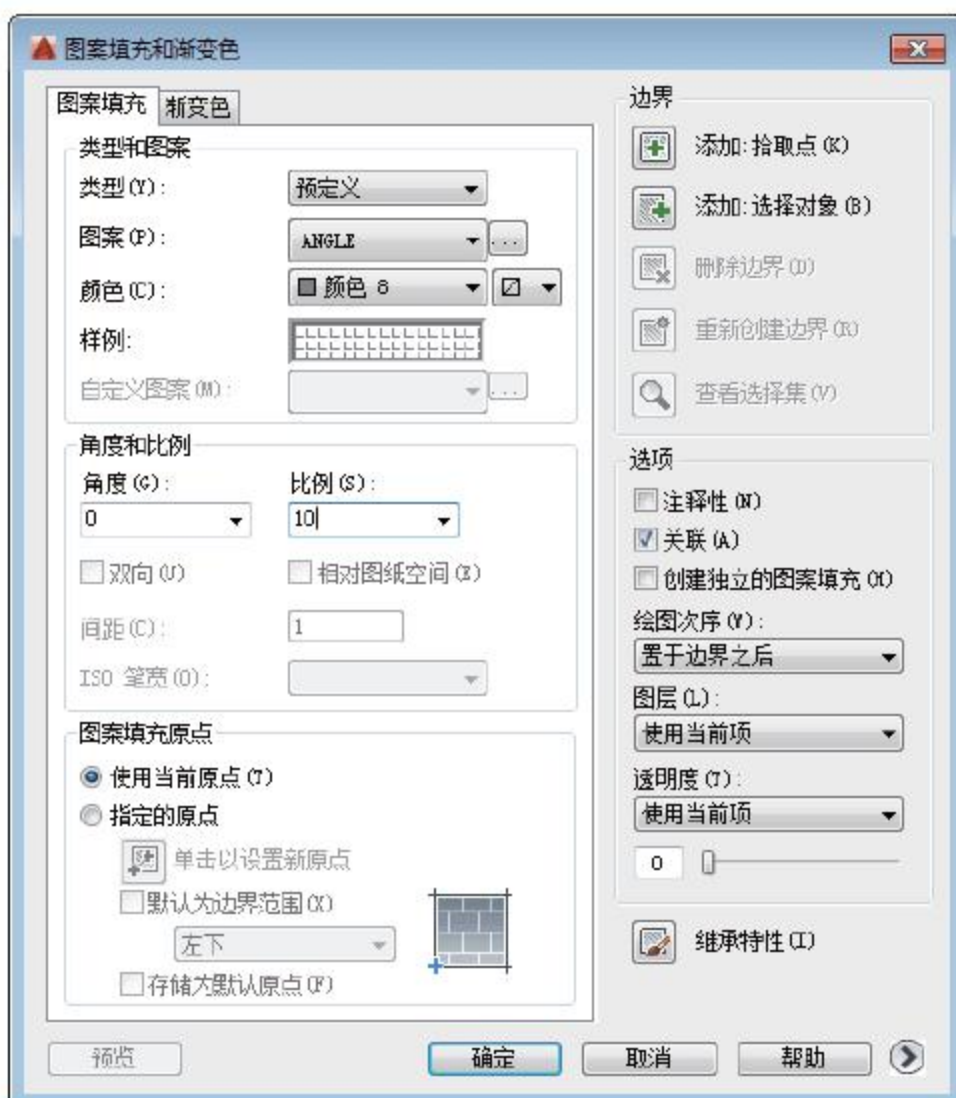 图案填充和渐变色
图案填充 渐变色
类型和图案
类型(Y): 预定义
图案(P): ANGLE ...
颜色(C): 颜色 8
样例:
自定义图案(M): ...
角度和比例
角度(G): 比例(S):
0 10
双向(U) 相对图纸空间(E)
间距(C): 1
ISO 笔宽(O):
图案填充原点
使用当前原点(T)
指定的原点
单击以设置新原点
默认为边界范围(X)
左下
存储为默认原点(F)
边界
添加:拾取点(K)
添加:选择对象(B)
删除边界(D)
重新创建边界(R)
查看选择集(V)
选项
注释性(N)
关联(A)
创建独立的图案填充(H)
绘图次序(W):
置于边界之后
图层(L):
使用当前项
透明度(T):
使用当前项
0
继承特性(I)
预览 确定 取消 帮助